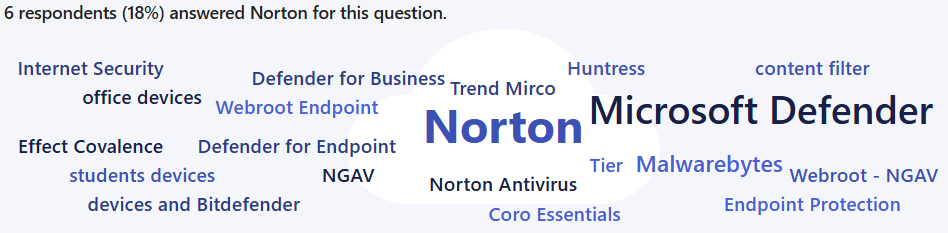 6 respondents (18%) answered Norton for this question.
Internet Security
Defender for Business
Huntress
content filter
office devices
Webroot Endpoint
Trend Mirco
Norton
Microsoft Defender
Effect Covalence
Defender for Endpoint
Tier
Malwarebytes
students devices
NGAV
Norton Antivirus
Webroot - NGAV
devices and Bitdefender
Coro Essentials
Endpoint Protection